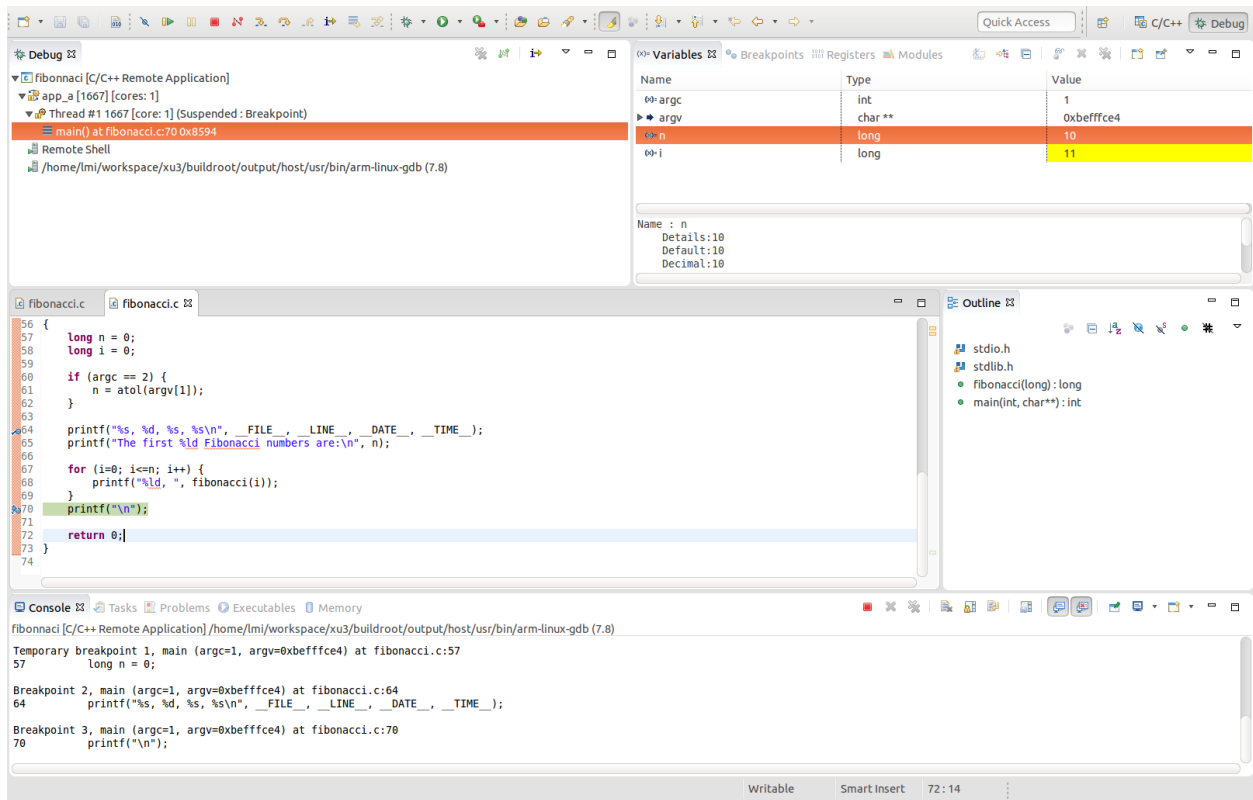 Quick Access
C/C++
Debug
Debug
fibonnaci [C/C++ Remote Application]
app_a [1667] [cores: 1]
Thread #1 1667 [core: 1] (Suspended : Breakpoint)
main() at fibonacci.c:70 0x8594
Remote Shell
/home/lmi/workspace/xu3/buildroot/output/host/usr/bin/arm-linux-gdb (7.8)
(x)= Variables Breakpoints Registers Modules
Name Type Value
(x)= argc int 1
argv char ** 0xbefffce4
(x)= n long 10
(x)= i long 11
Name : n
    Details:10
    Default:10
    Decimal:10
fibonacci.c fibonacci.c
56 {
57     long n = 0;
58     long i = 0;
59
60     if (argc == 2) {
61         n = atol(argv[1]);
62     }
63
64     printf("%s, %d, %s, %s\n", __FILE__, __LINE__, __DATE__, __TIME__);
65     printf("The first %ld Fibonacci numbers are:\n", n);
66
67     for (i=0; i<=n; i++) {
68         printf("%ld, ", fibonacci(i));
69     }
70     printf("\n");
71
72     return 0;
73 }
74
Outline
stdio.h
stdlib.h
fibonacci(long) : long
main(int, char**) : int
Console Tasks Problems Executables Memory
fibonnaci [C/C++ Remote Application] /home/lmi/workspace/xu3/buildroot/output/host/usr/bin/arm-linux-gdb (7.8)
Temporary breakpoint 1, main (argc=1, argv=0xbefffce4) at fibonacci.c:57
57          long n = 0;
Breakpoint 2, main (argc=1, argv=0xbefffce4) at fibonacci.c:64
64          printf("%s, %d, %s, %s\n", __FILE__, __LINE__, __DATE__, __TIME__);
Breakpoint 3, main (argc=1, argv=0xbefffce4) at fibonacci.c:70
70          printf("\n");
Writable Smart Insert 72 : 14